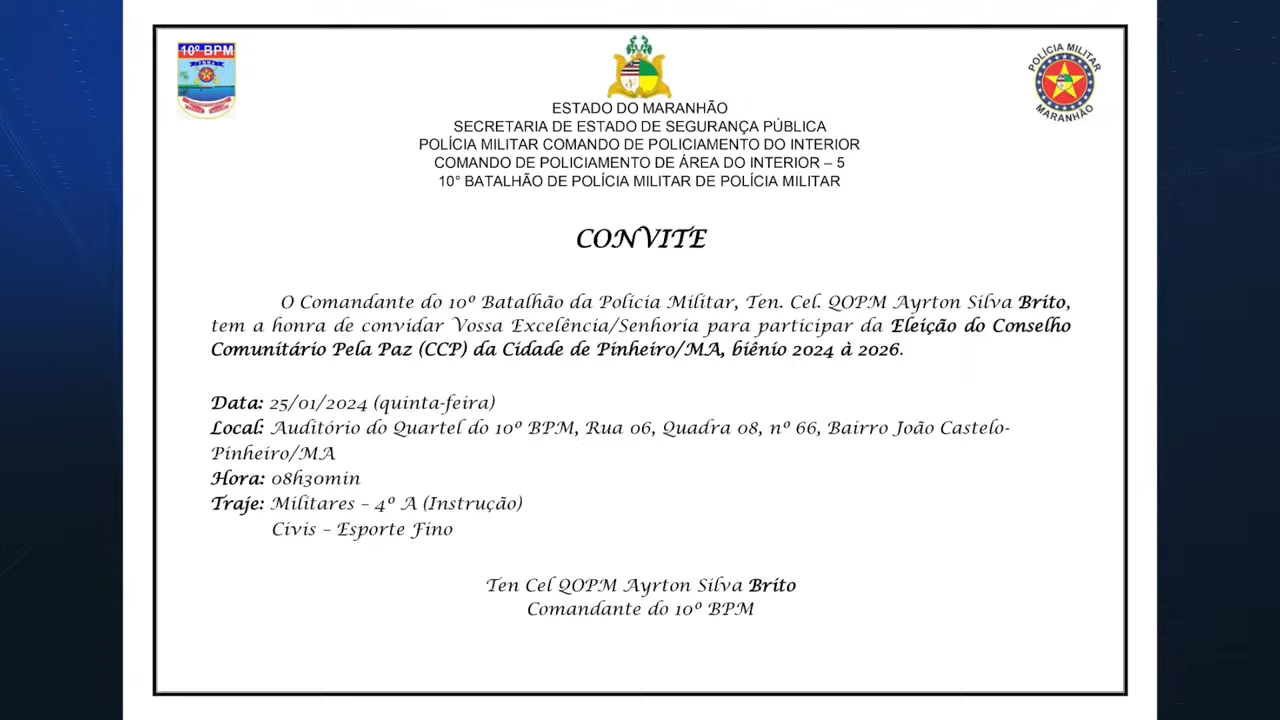 10º BPM
PMMA
POLÍCIA MILITAR
MARANHÃO
ESTADO DO MARANHÃO
SECRETARIA DE ESTADO DE SEGURANÇA PÚBLICA
POLÍCIA MILITAR COMANDO DE POLICIAMENTO DO INTERIOR
COMANDO DE POLICIAMENTO DE ÁREA DO INTERIOR – 5
10° BATALHÃO DE POLÍCIA MILITAR DE POLÍCIA MILITAR
CONVITE
O Comandante do 10º Batalhão da Polícia Militar, Ten. Cel. QOPM Ayrton Silva Brito,
tem a honra de convidar Vossa Excelência/Senhoria para participar da Eleição do Conselho
Comunitário Pela Paz (CCP) da Cidade de Pinheiro/MA, biênio 2024 à 2026.
Data: 25/01/2024 (quinta-feira)
Local: Auditório do Quartel do 10º BPM, Rua 06, Quadra 08, nº 66, Bairro João Castelo-
Pinheiro/MA
Hora: 08h30min
Traje: Militares – 4º A (Instrução)
Civis – Esporte Fino
Ten Cel QOPM Ayrton Silva Brito
Comandante do 10º BPM